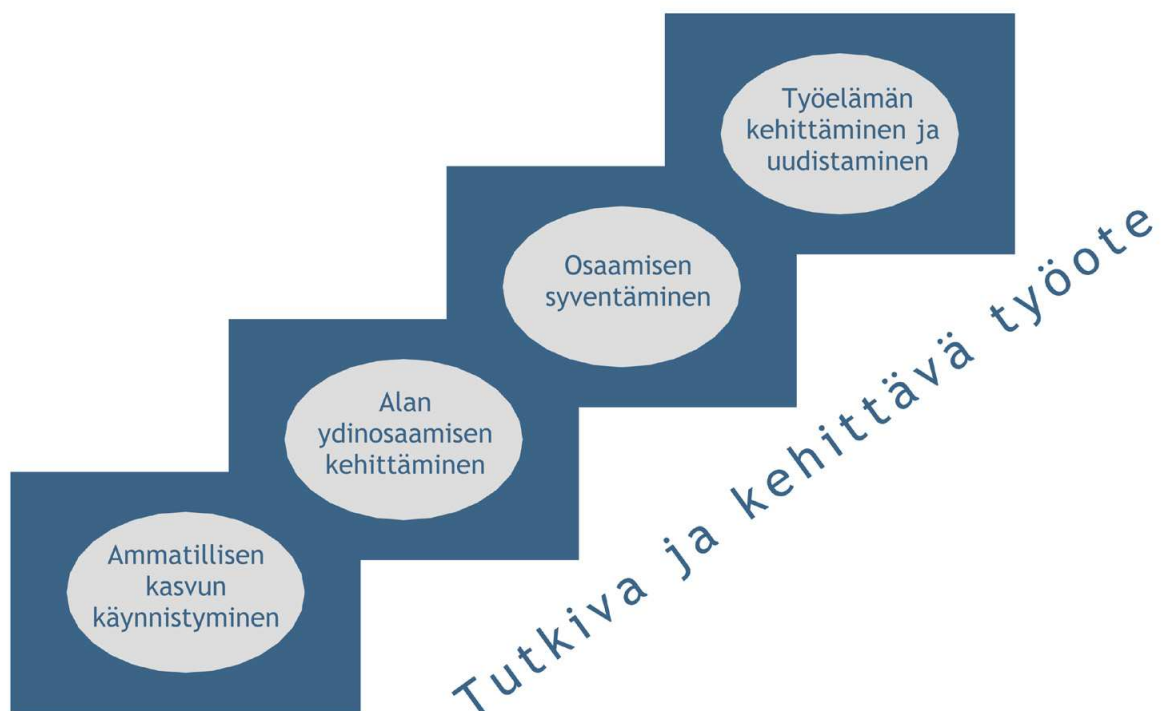 Työelämän
kehittäminen ja
uudistaminen
Osaamisen
syventäminen
Alan
ydinosaamisen
kehittäminen
Ammatillisen
kasvun
käynnistyminen
Tutkiva ja kehittävä työote